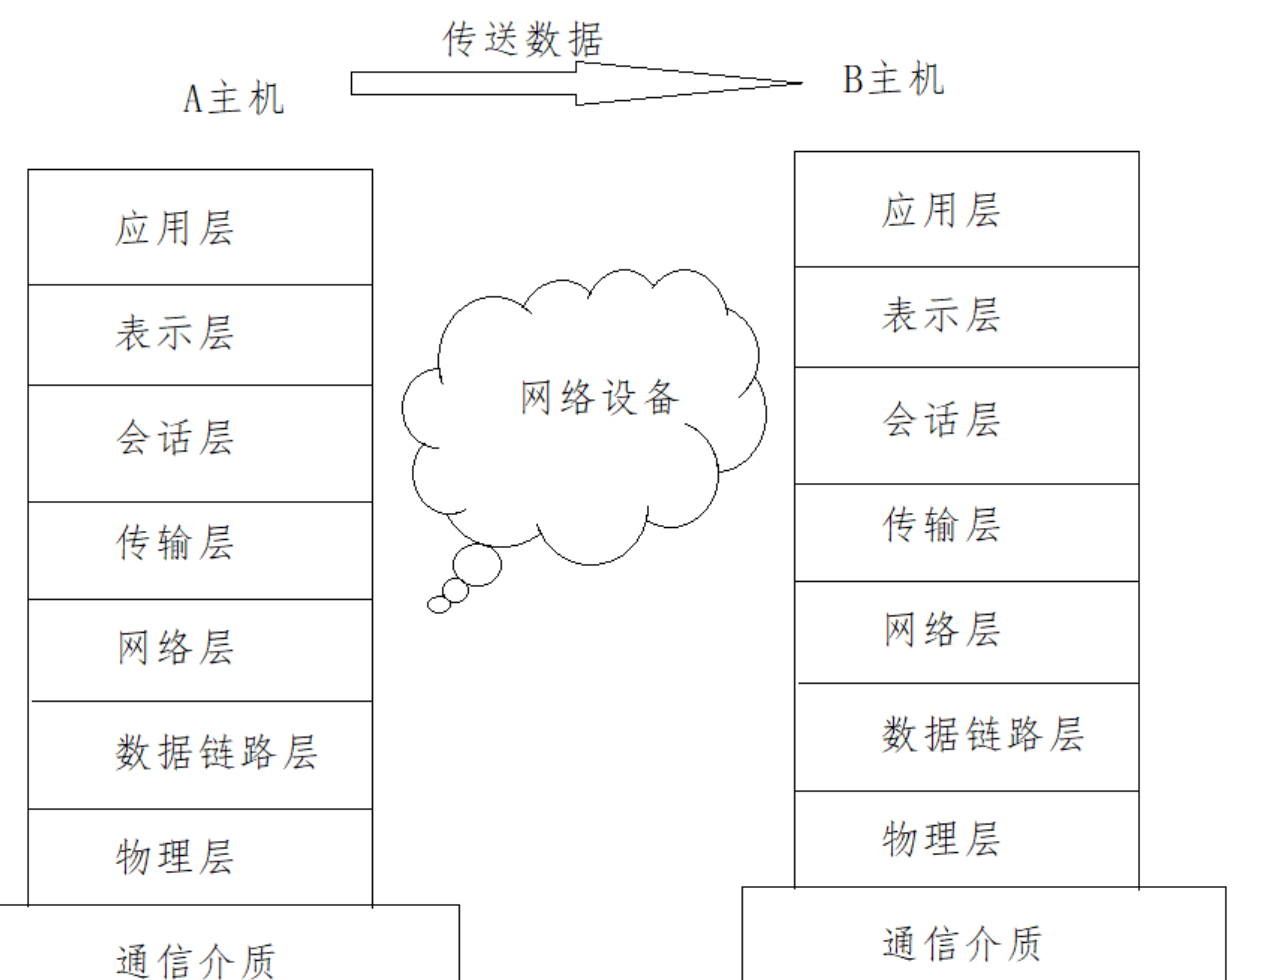 传送数据
A主机
B主机
应用层
表示层
会话层
传输层
网络层
数据链路层
物理层
通信介质
网络设备
应用层
表示层
会话层
传输层
网络层
数据链路层
物理层
通信介质